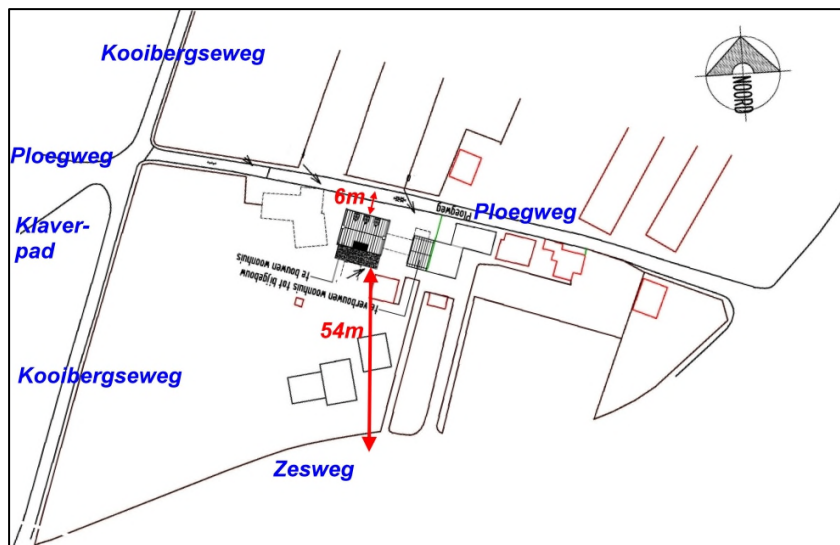 Kooibergseweg
NOORD
Ploegweg
Klaver-
pad
6m
Ploegweg
Ploegweg
te bouwen woonhuis
te verbouwen woonhuis tot bijgebouw
54m
Kooibergseweg
Zesweg